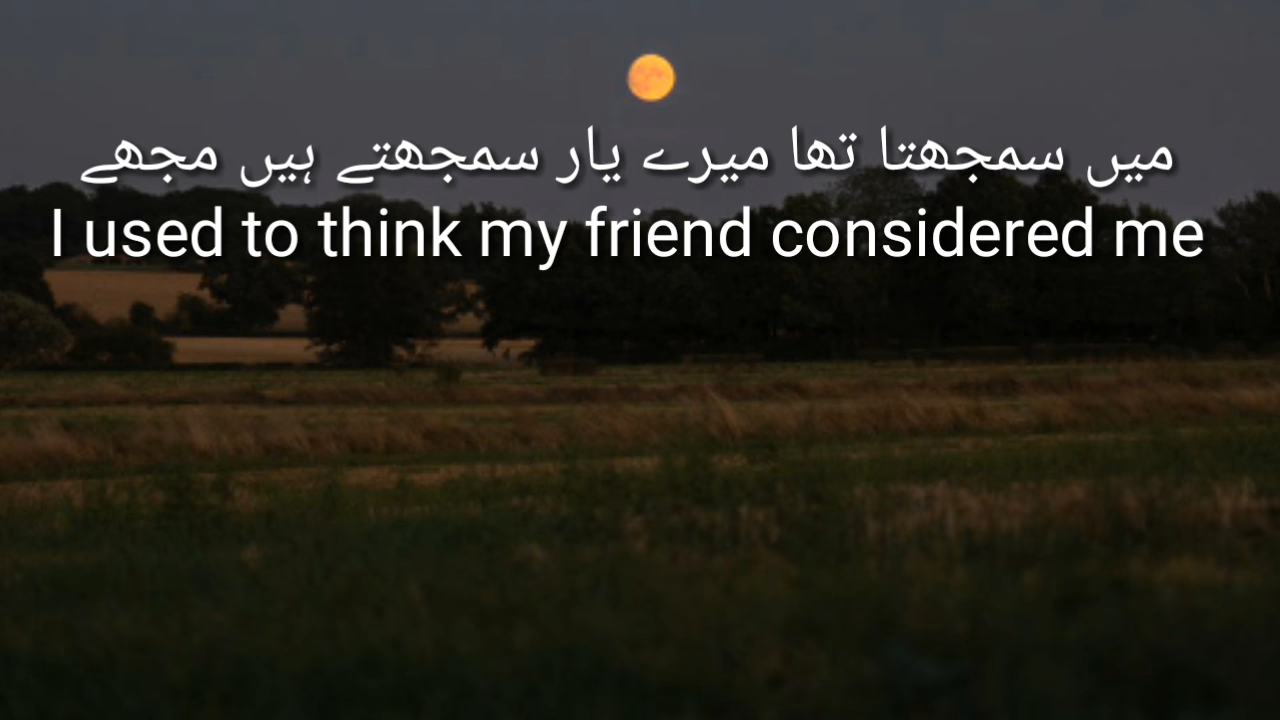 میں سمجھتا تھا میرے یار سمجھتے ہیں مجھے
I used to think my friend considered me